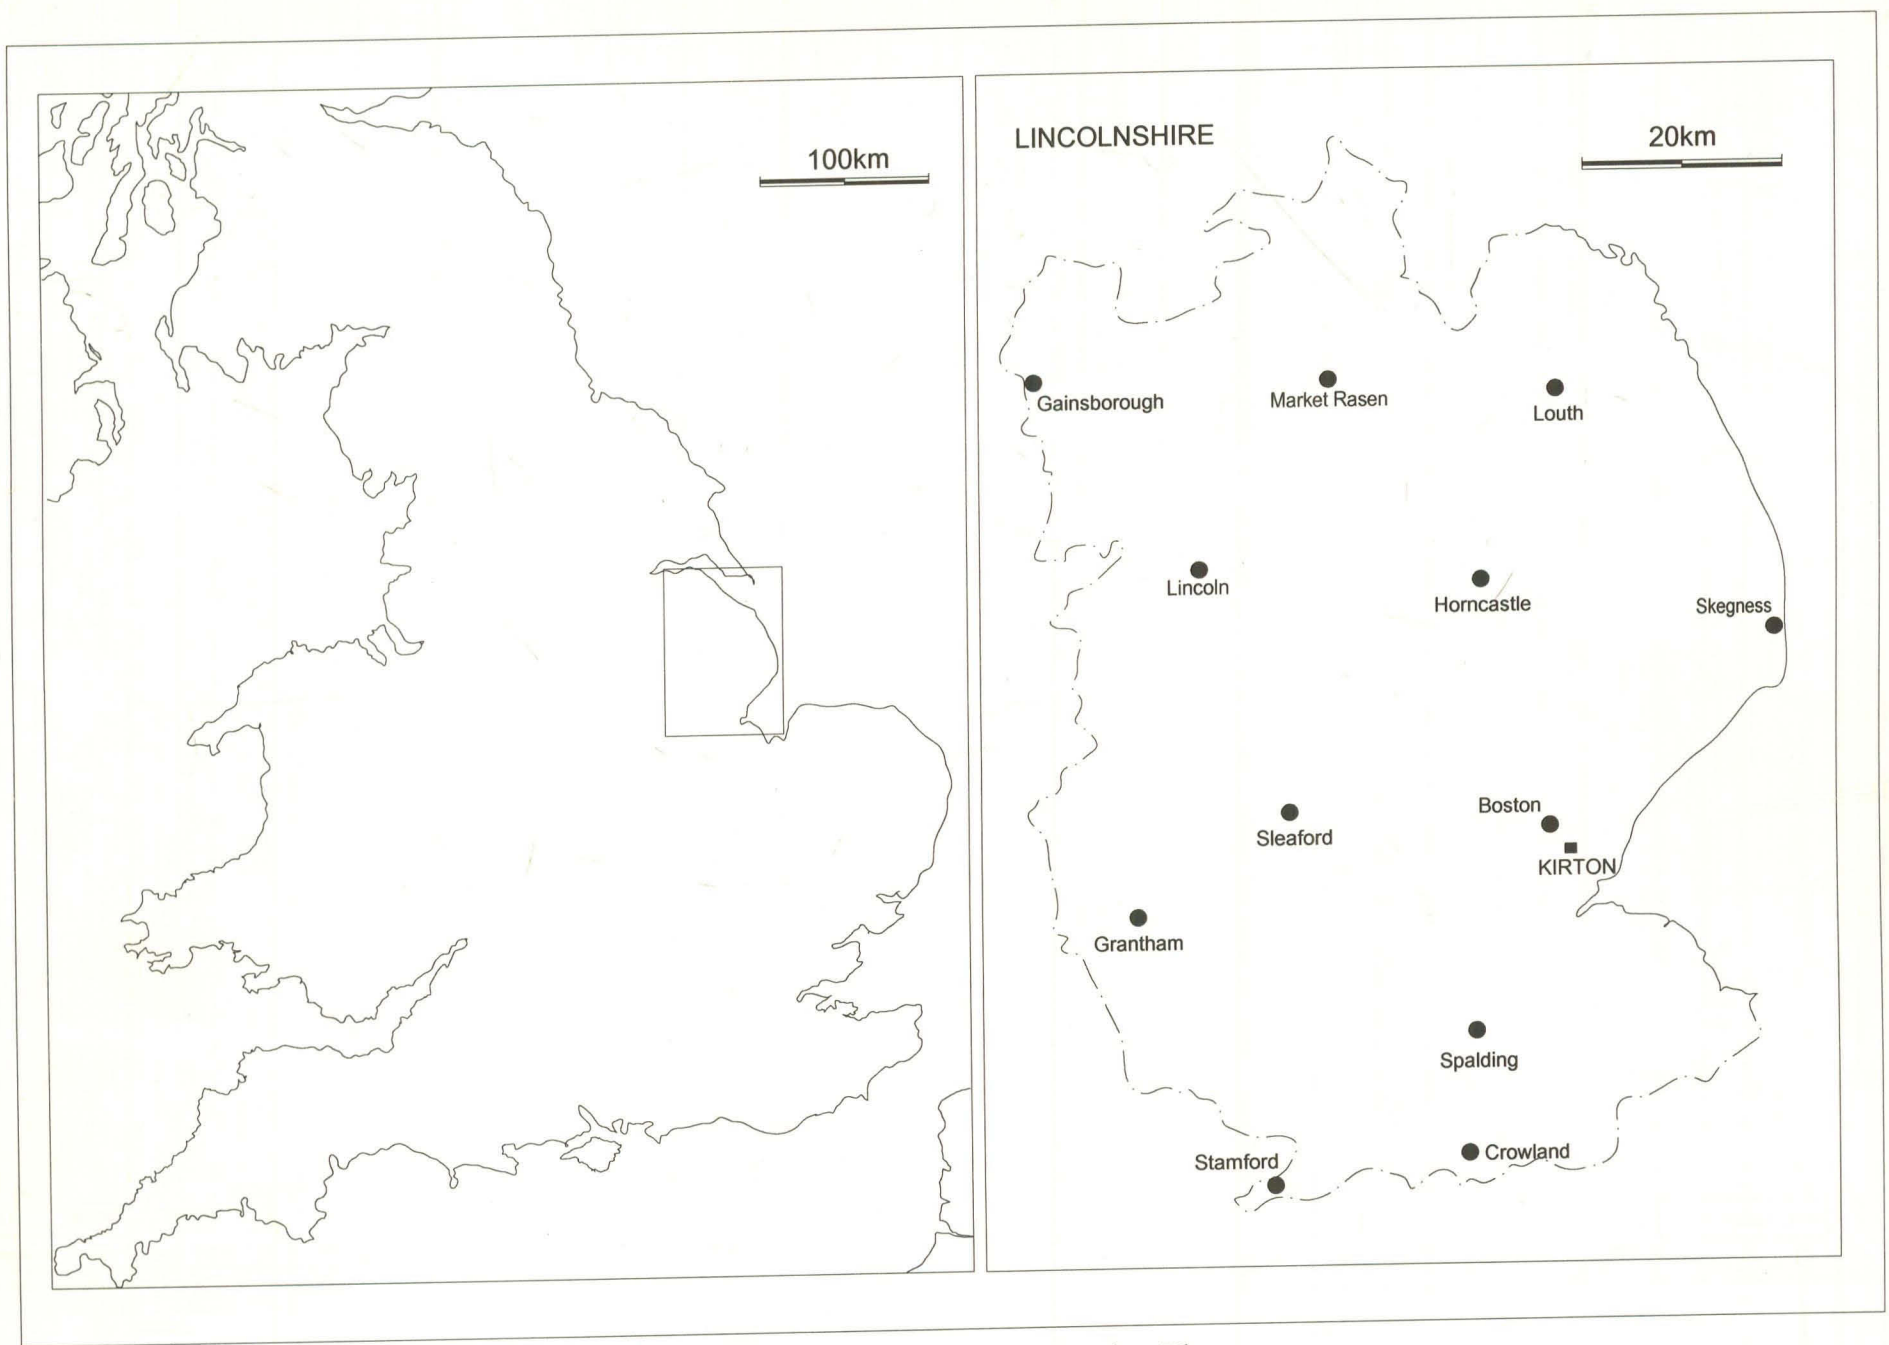 100km
LINCOLNSHIRE
20km
Gainsborough
Market Rasen
Louth
Lincoln
Horncastle
Skegness
Boston
Sleaford
KIRTON
Grantham
Spalding
Crowland
Stamford